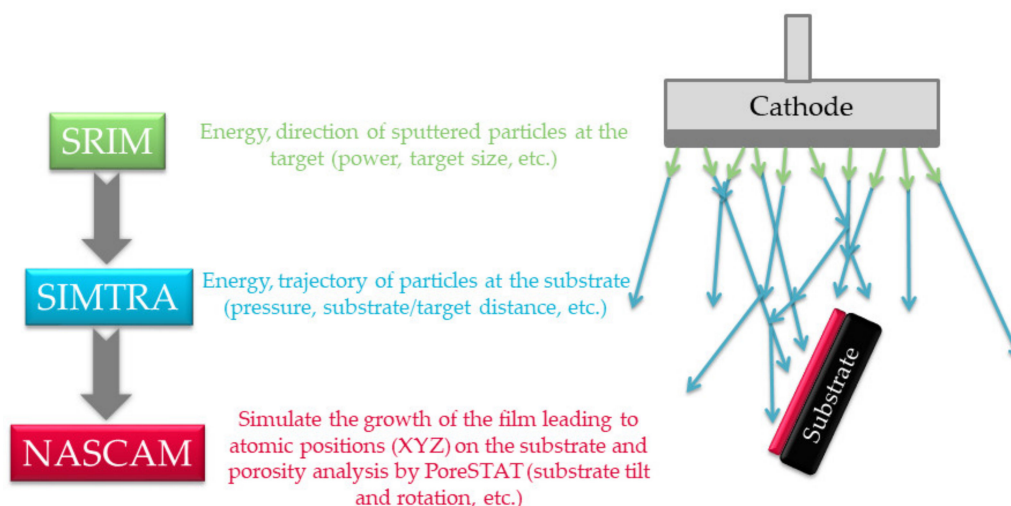 SRIM
Energy, direction of sputtered particles at the
target (power, target size, etc.)
SIMTRA
Energy, trajectory of particles at the substrate
(pressure, substrate/target distance, etc.)
NASCAM
Simulate the growth of the film leading to
atomic positions (XYZ) on the substrate and
porosity analysis by PoreSTAT (substrate tilt
and rotation, etc.)
Cathode
Substrate